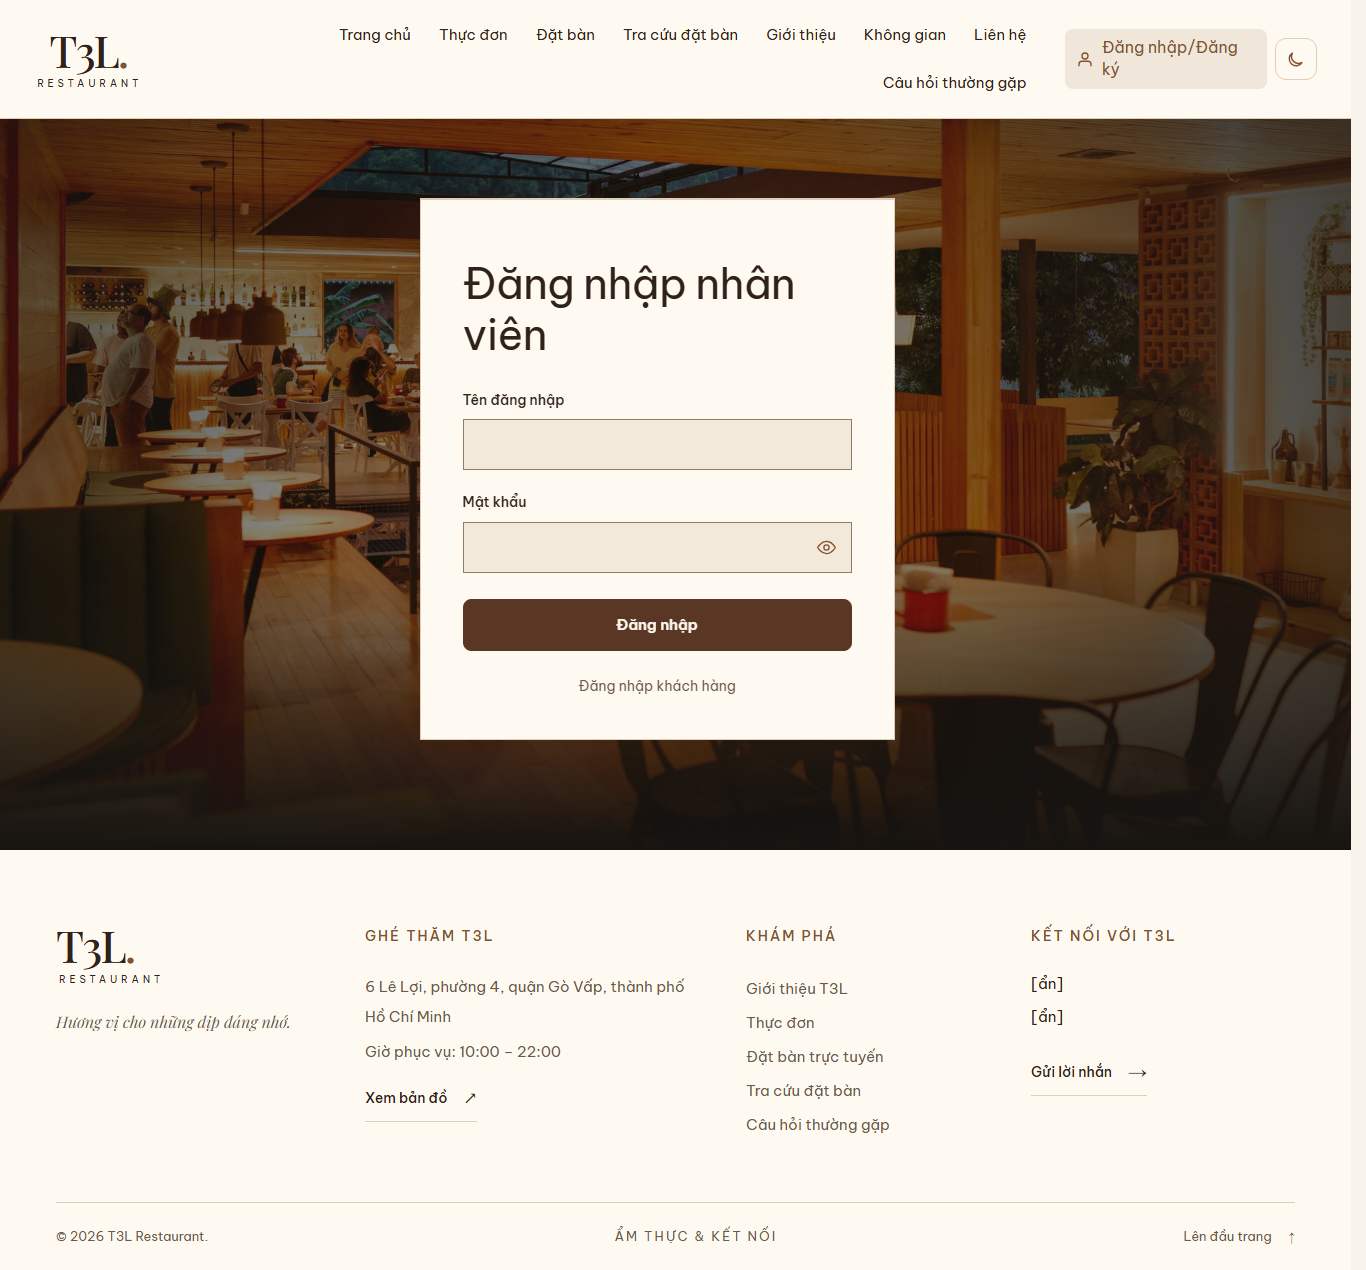 T3L.
RESTAURANT
Trang chủ
Thực đơn
Đặt bàn
Tra cứu đặt bàn
Giới thiệu
Không gian
Liên hệ
Câu hỏi thường gặp
Đăng nhập/Đăng
ký
Đăng nhập nhân
viên
Tên đăng nhập
Mật khẩu
Đăng nhập
Đăng nhập khách hàng
T3L.
RESTAURANT
Hương vị cho những dịp đáng nhớ.
GHÉ THĂM T3L
6 Lê Lợi, phường 4, quận Gò Vấp, thành phố
Hồ Chí Minh
Giờ phục vụ: 10:00 – 22:00
Xem bản đồ ↗
KHÁM PHÁ
Giới thiệu T3L
Thực đơn
Đặt bàn trực tuyến
Tra cứu đặt bàn
Câu hỏi thường gặp
KẾT NỐI VỚI T3L
[ẩn]
[ẩn]
Gửi lời nhắn →
© 2026 T3L Restaurant.
ẨM THỰC & KẾT NỐI
Lên đầu trang ↑